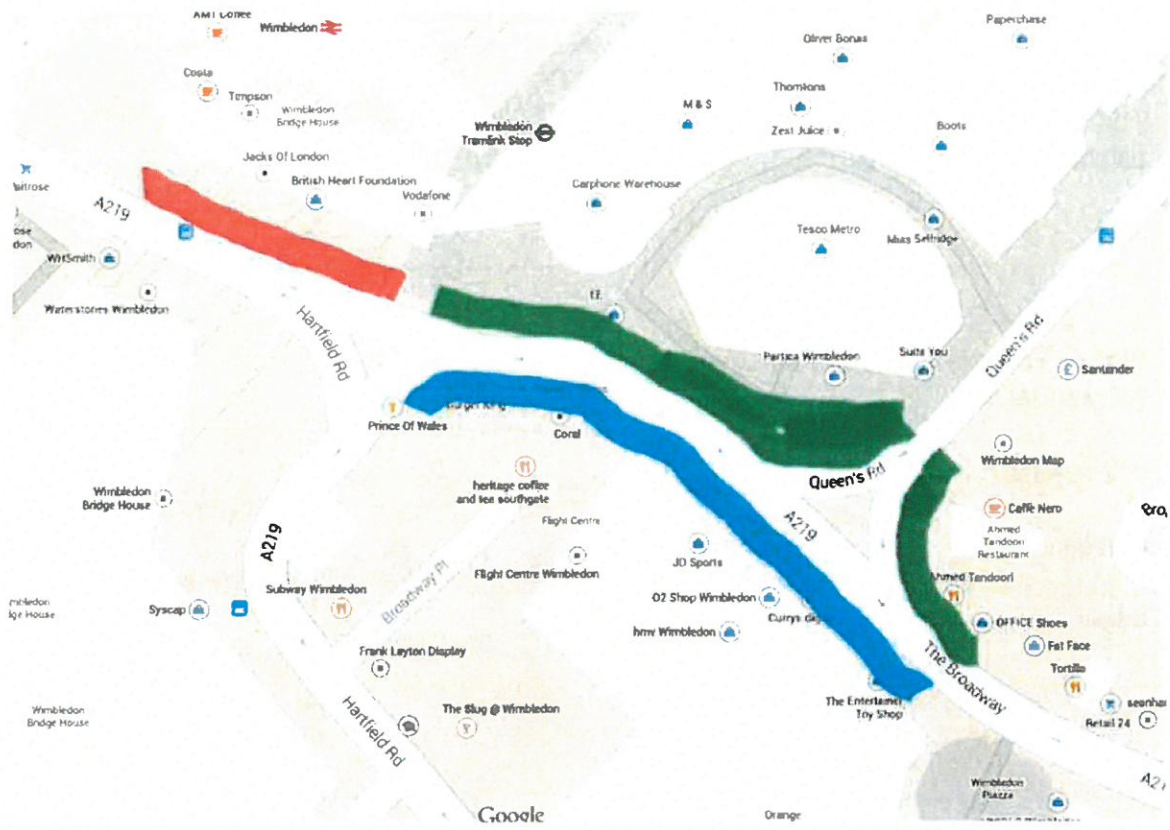 AMT Coffee
Wimbledon
Paperchase
Oliver Bonas
Costa
Timpson
Wimbledon
Bridge House
M & S
Thorntons
Zest Juice
Wimbledon
Tramlink Stop
Boots
Jacks Of London
British Heart Foundation
Vodafone
Carphone Warehouse
A219
WHSmith
Tesco Metro
Miss Selfridge
Waterstones Wimbledon
Hartfield Rd
Partica Wimbledon
Suits You
Queen's Rd
Santander
Prince Of Wales
Coral
Wimbledon Map
heritage coffee
and tea southgate
Queen's Rd
Wimbledon
Bridge House
A219
Flight Centre
A219
Caffè Nero
Ahmed
Tandoori
Restaurant
JD Sports
Flight Centre Wimbledon
Broadway Pl
Subway Wimbledon
Syscap
O2 Shop Wimbledon
Currys
Ahmed Tandoori
hmv Wimbledon
OFFICE Shoes
Fat Face
Frank Layton Display
The Broadway
Tortilla
The Slug @ Wimbledon
Hartfield Rd
The Entertainer
Toy Shop
Retail 24
Wimbledon
Bridge House
Wimbledon
Piazza
Google
Orange